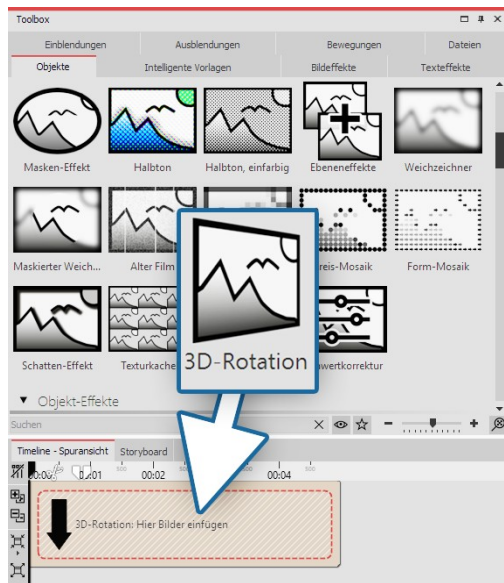 Toolbox
Einblendungen Ausblendungen Bewegungen Dateien
Objekte Intelligente Vorlagen Bildeffekte Texteffekte
Masken-Effekt Halbton Halbton, einfarbig Ebeneneffekte Weichzeichner
Maskierter Weich... Alter Film Form-Mosaik
3D-Rotation
Schatten-Effekt
Objekt-Effekte
Suchen
Timeline - Spuransicht Storyboard
00:02 00:04
3D-Rotation: Hier Bilder einfügen